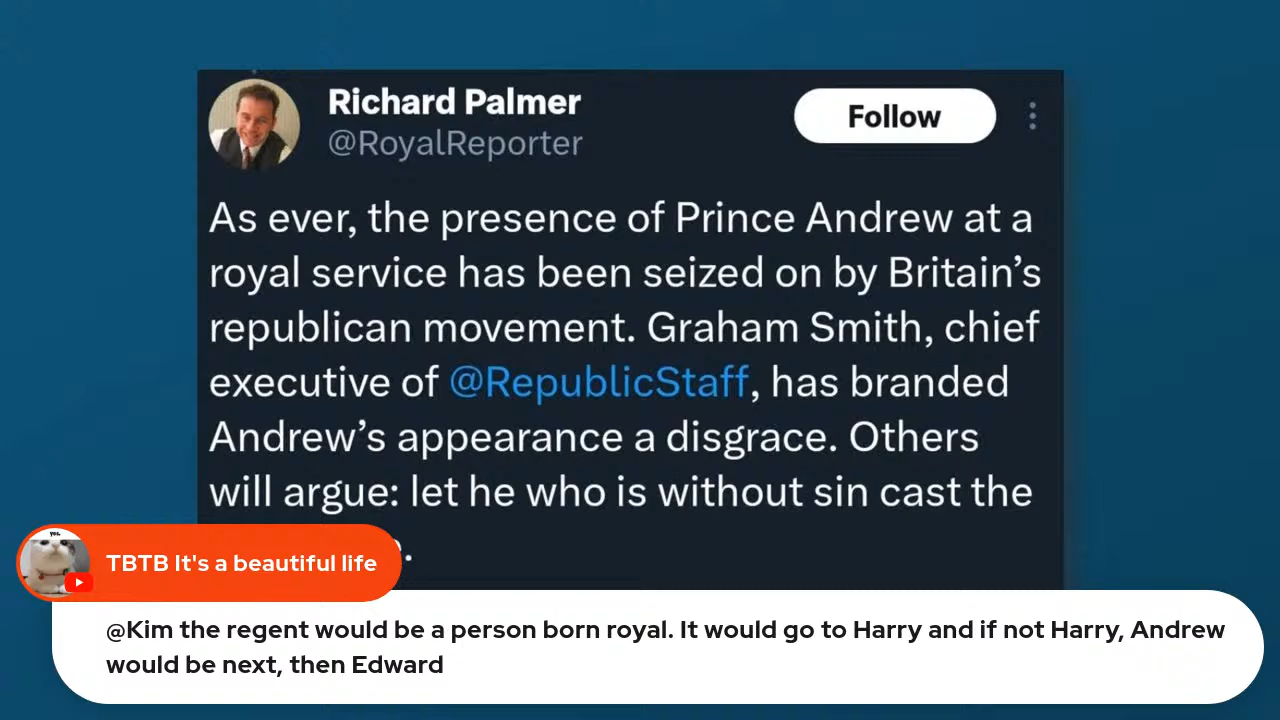 Richard Palmer
@RoyalReporter
Follow
As ever, the presence of Prince Andrew at a
royal service has been seized on by Britain’s
republican movement. Graham Smith, chief
executive of @RepublicStaff, has branded
Andrew’s appearance a disgrace. Others
will argue: let he who is without sin cast the
yes.
TBTB It's a beautiful life
@Kim the regent would be a person born royal. It would go to Harry and if not Harry, Andrew
would be next, then Edward